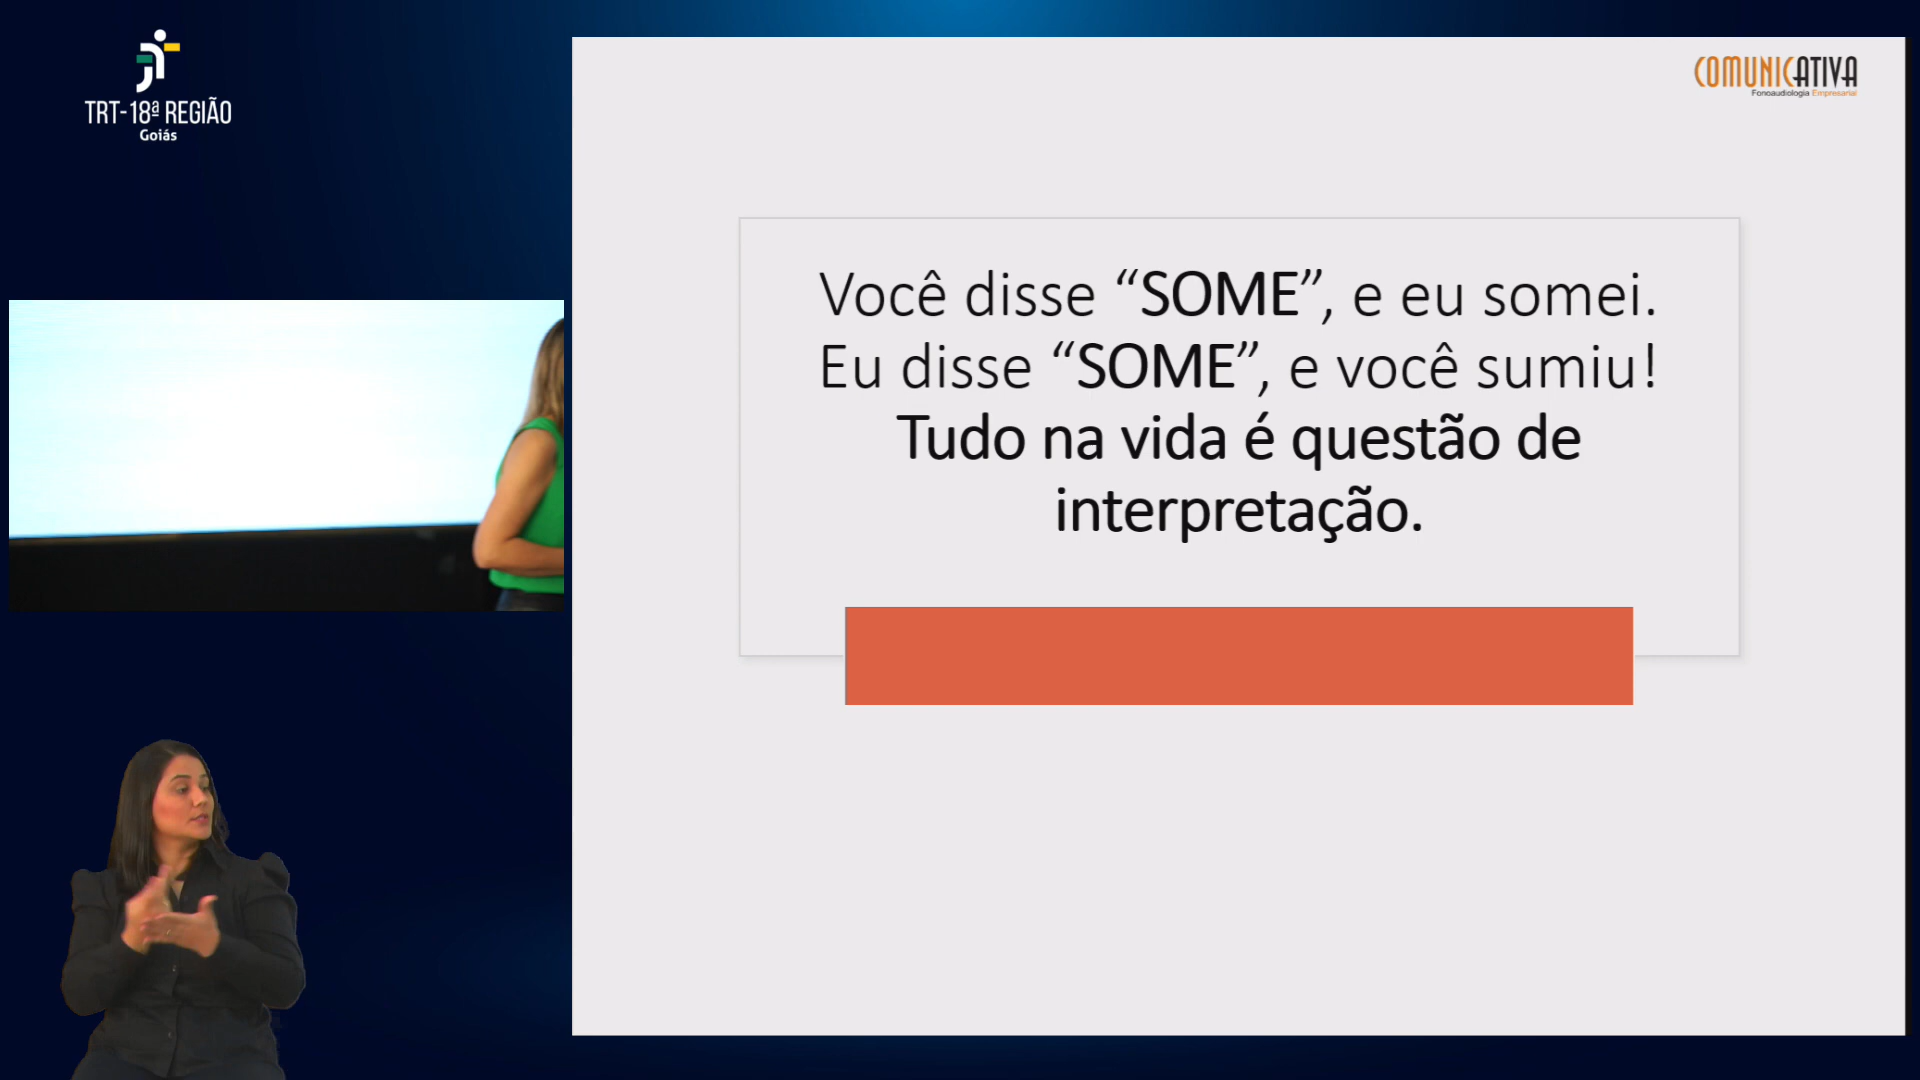 TRT-18ª REGIÃO
Goiás
COMUNICATIVA
Fonoaudiologia Empresarial
Você disse “SOME”, e eu somei.
Eu disse “SOME”, e você sumiu!
Tudo na vida é questão de
interpretação.